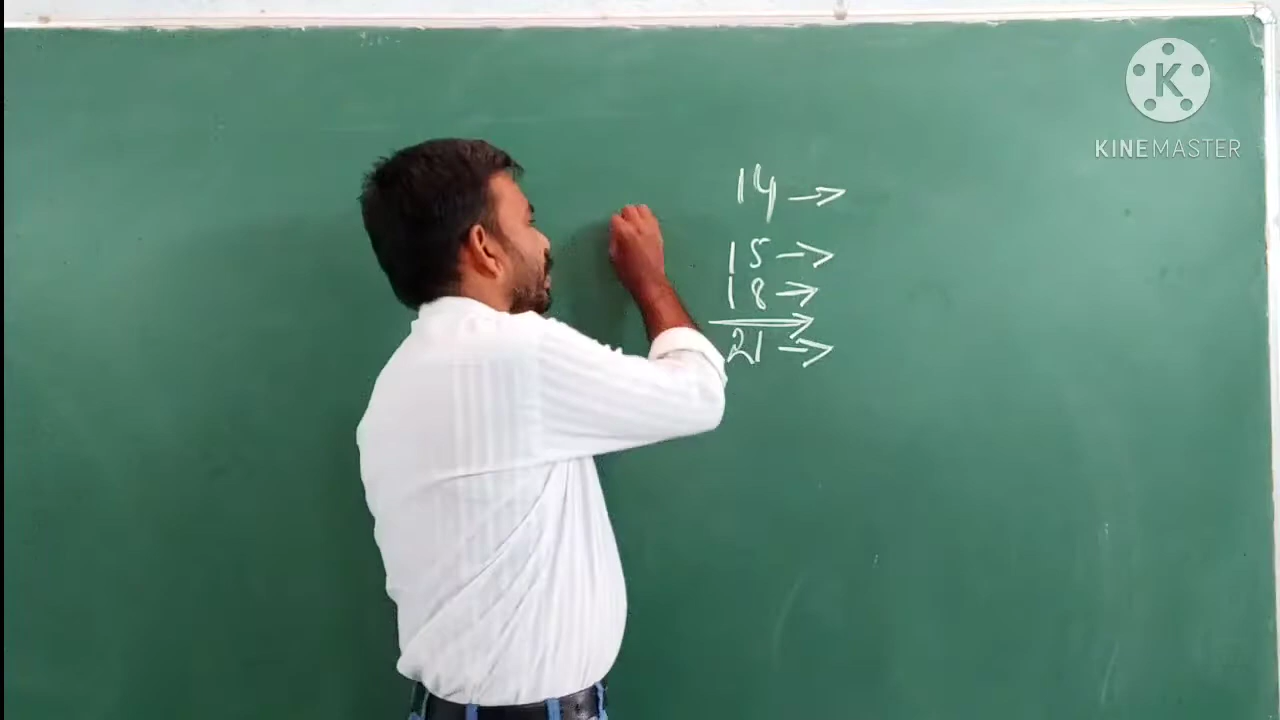 14 →
15 →
18 →
21 →
K
KINEMASTER